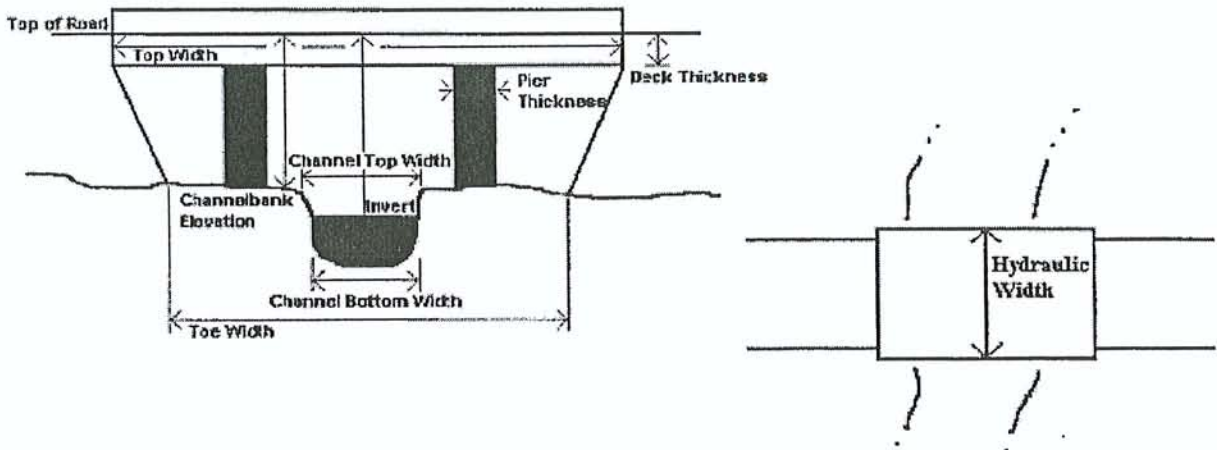 Top of Road
Top Width
Deck Thickness
Pier
Thickness
Channel Top Width
Channelbank
Elevation
Invert
Channel Bottom Width
Toe Width
Hydraulic
Width